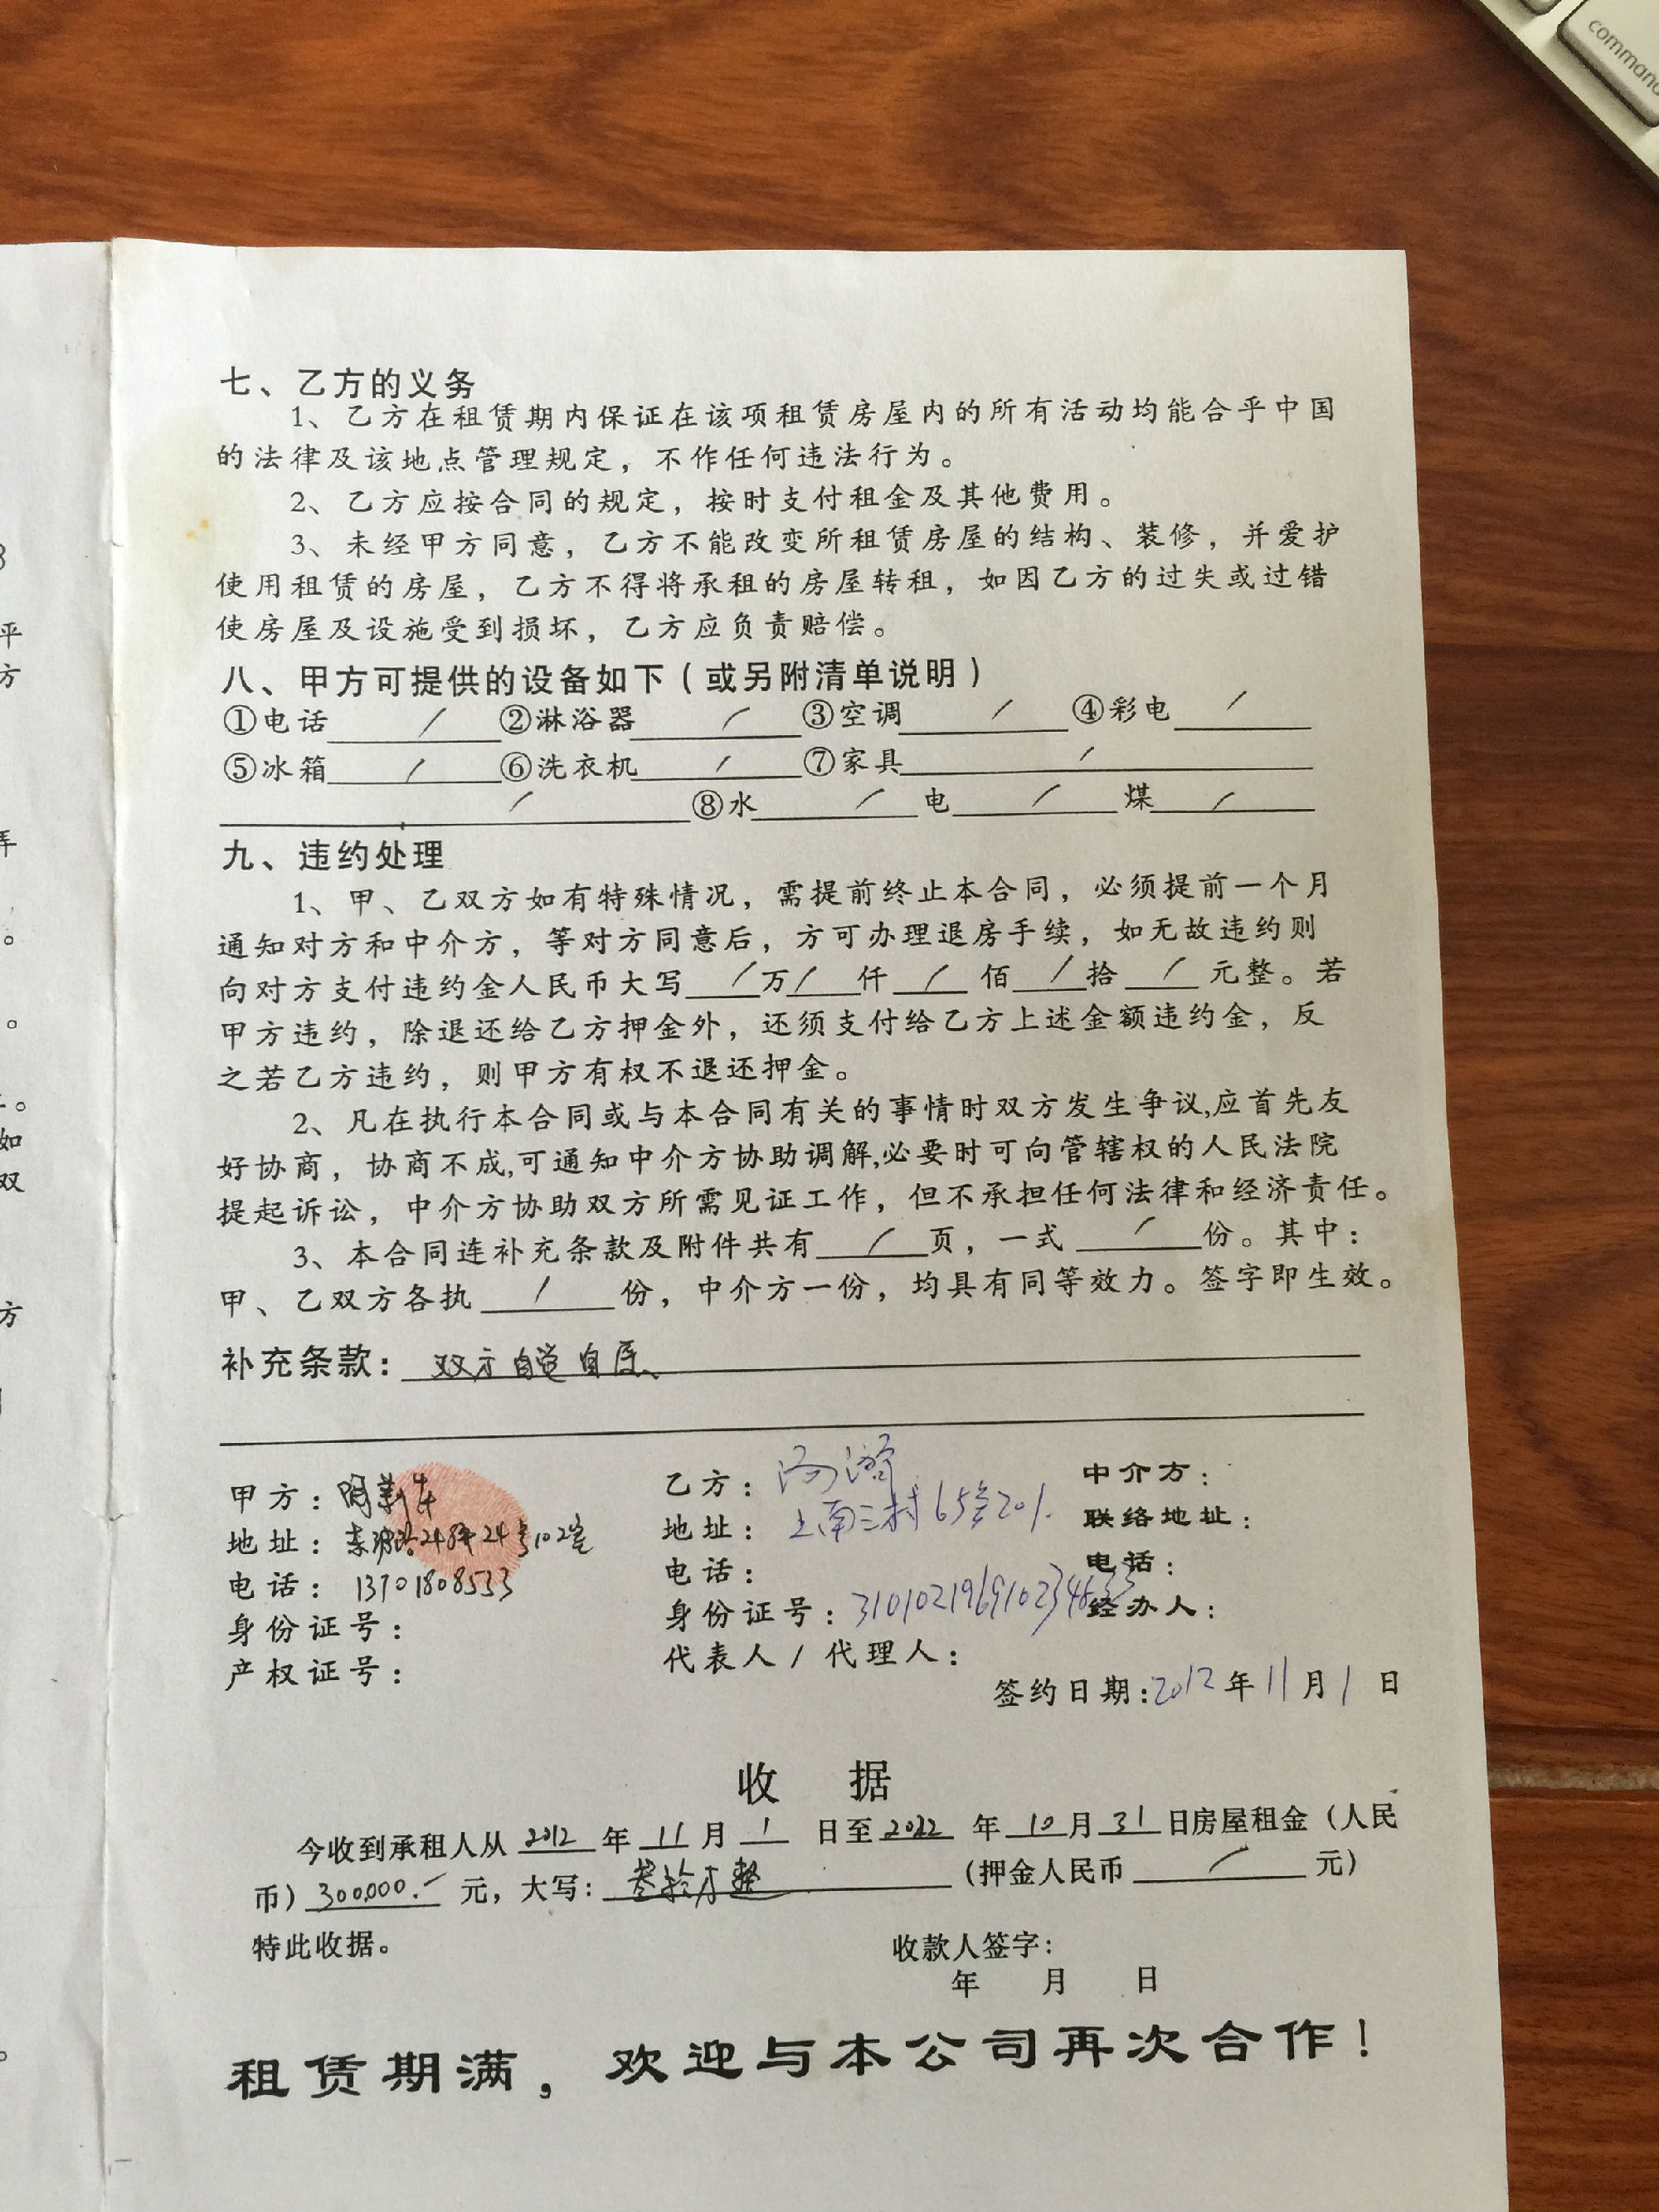 command
七、乙方的义务
1、乙方在租赁期内保证在该项租赁房屋内的所有活动均能合乎中国
的法律及该地点管理规定，不作任何违法行为。
2、乙方应按合同的规定，按时支付租金及其他费用。
3、未经甲方同意，乙方不能改变所租赁房屋的结构、装修，并爱护
使用租赁的房屋，乙方不得将承租的房屋转租，如因乙方的过失或过错
使房屋及设施受到损坏，乙方应负责赔偿。
八、甲方可提供的设备如下（或另附清单说明）
①电话 / ②淋浴器 / ③空调 / ④彩电 /
⑤冰箱 / ⑥洗衣机 / ⑦家具 /
/ ⑧水 / 电 / 煤 /
九、违约处理
1、甲、乙双方如有特殊情况，需提前终止本合同，必须提前一个月
通知对方和中介方，等对方同意后，方可办理退房手续，如无故违约则
向对方支付违约金人民币大写 / 万 / 仟 / 佰 / 拾 / 元整。若
甲方违约，除退还给乙方押金外，还须支付给乙方上述金额违约金，反
之若乙方违约，则甲方有权不退还押金。
2、凡在执行本合同或与本合同有关的事情时双方发生争议,应首先友
好协商，协商不成,可通知中介方协助调解,必要时可向管辖权的人民法院
提起诉讼，中介方协助双方所需见证工作，但不承担任何法律和经济责任。
3、本合同连补充条款及附件共有 / 页，一式 / 份。其中：
甲、乙双方各执 / 份，中介方一份，均具有同等效力。签字即生效。
补充条款：双方自觉自愿、
甲方： 乙方： 中介方：
地址： 24号102室 地址：上南三村65号201. 联络地址：
电话：13701808533 电话： 电话：
身份证号： 身份证号： 经办人：
产权证号： 代表人/代理人：
签约日期：2012年11月1日
收 据
今收到承租人从 2012 年 11 月 1 日至 2022 年 10 月 31 日房屋租金（人民
币）300000.- 元，大写：叁拾万整 （押金人民币 / 元）
特此收据。 收款人签字：
年 月 日
租赁期满，欢迎与本公司再次合作！